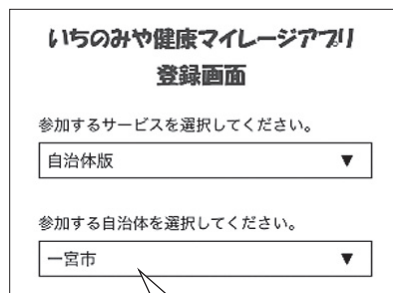 いちのみや健康マイレージアプリ
登録画面
参加するサービスを選択してください。
自治体版 ▼
参加する自治体を選択してください。
一宮市 ▼